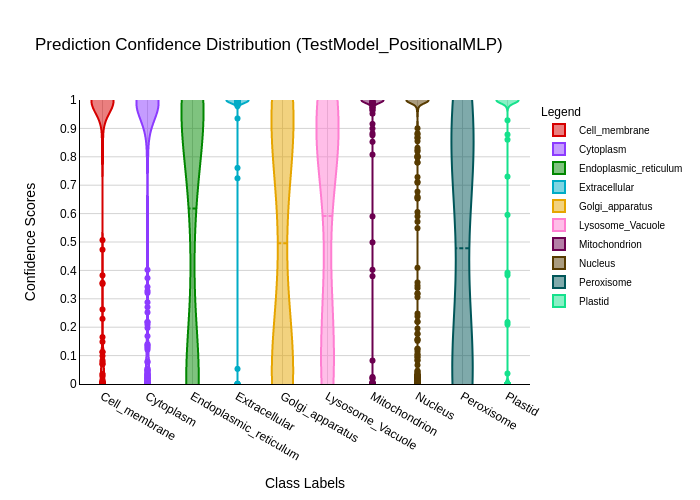 Prediction Confidence Distribution (TestModel_PositionalMLP)
Confidence Scores
1
0.9
0.8
0.7
0.6
0.5
0.4
0.3
0.2
0.1
0
Cell_membrane
Cytoplasm
Endoplasmic_reticulum
Extracellular
Golgi_apparatus
Lysosome_Vacuole
Mitochondrion
Nucleus
Peroxisome
Plastid
Class Labels
Legend
Cell_membrane
Cytoplasm
Endoplasmic_reticulum
Extracellular
Golgi_apparatus
Lysosome_Vacuole
Mitochondrion
Nucleus
Peroxisome
Plastid